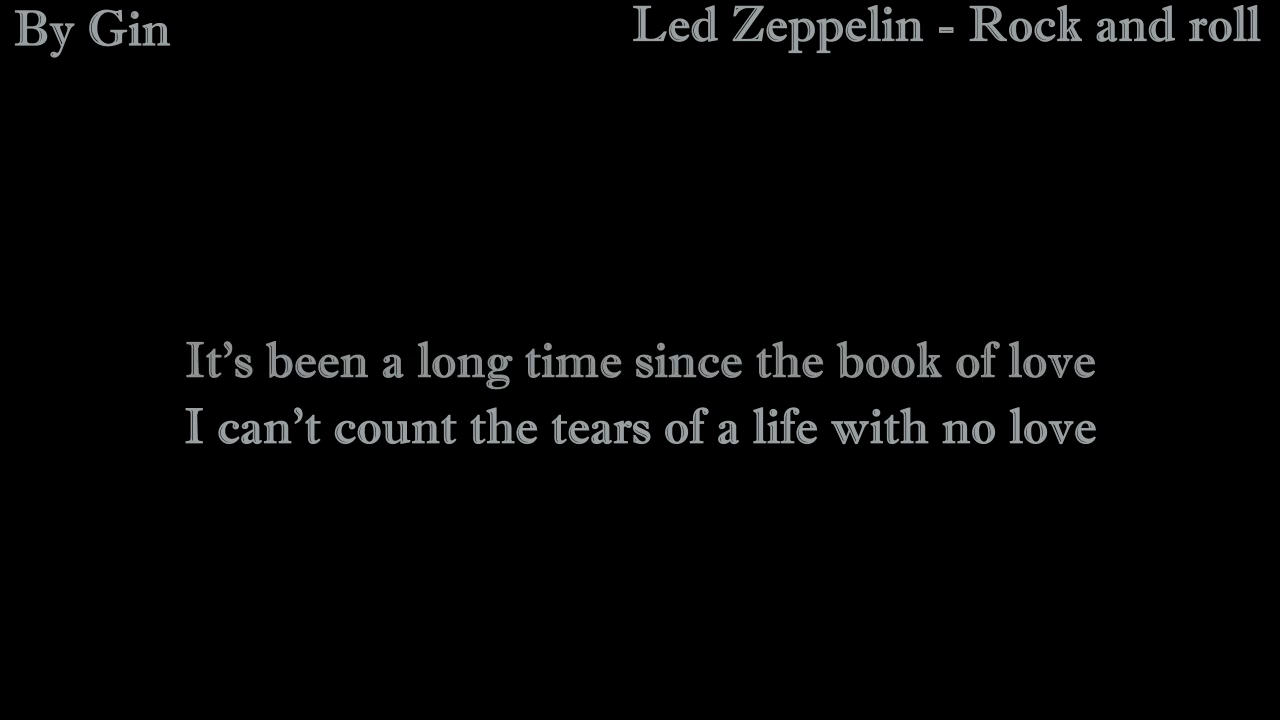 By Gin
Led Zeppelin - Rock and roll
It’s been a long time since the book of love
I can’t count the tears of a life with no love